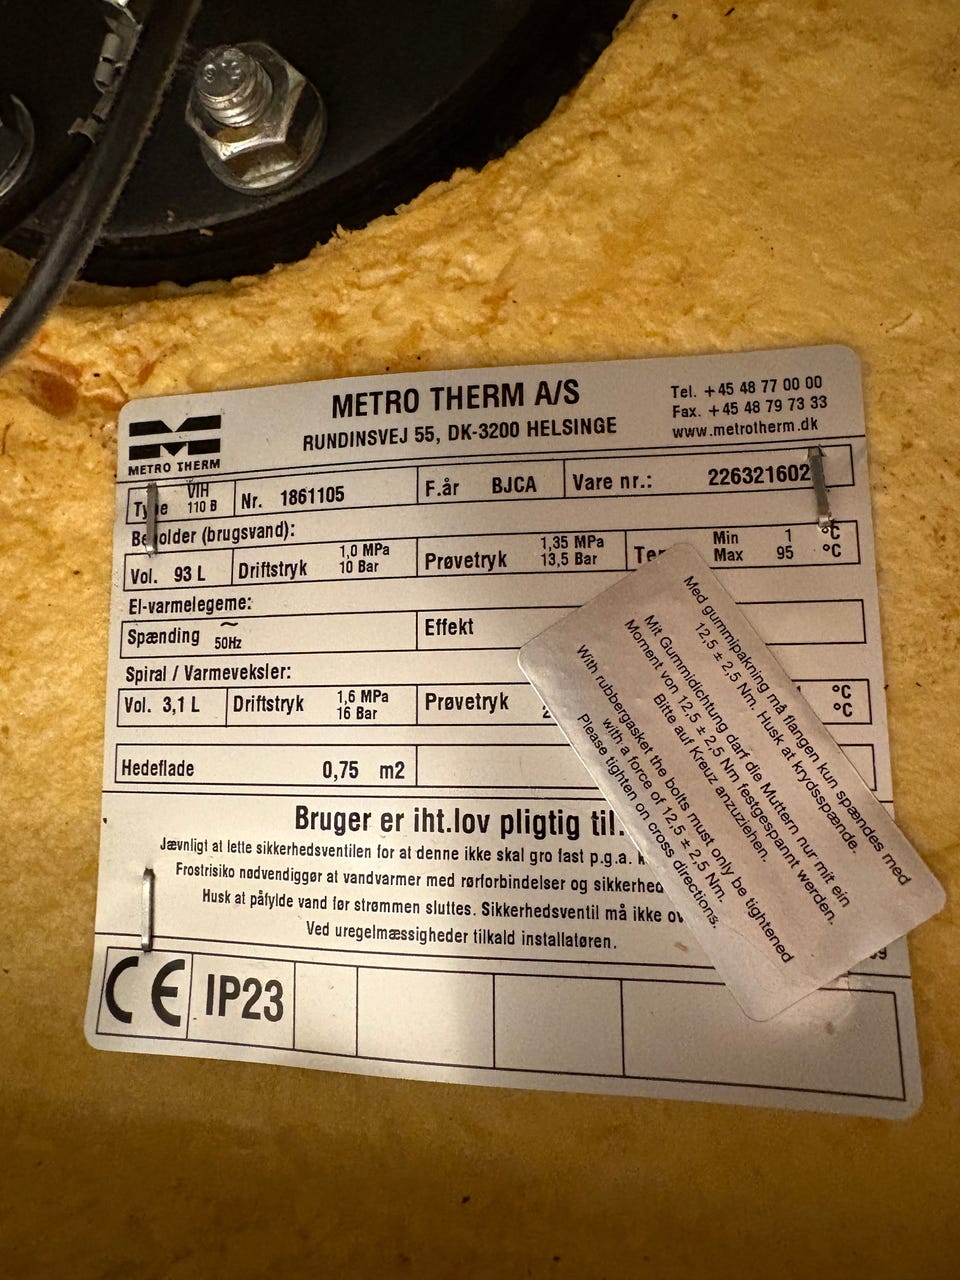 METRO THERM
METRO THERM A/S
RUNDINSVEJ 55, DK-3200 HELSINGE
Tel. +45 48 77 00 00
Fax. +45 48 79 73 33
www.metrotherm.dk
Type VIH 110 B Nr. 1861105 F.år BJCA Vare nr.: 226321602
Beholder (brugsvand):
Vol. 93 L Driftstryk 1,0 MPa 10 Bar Prøvetryk 1,35 MPa 13,5 Bar Min 1 °C Max 95 °C
El-varmelegeme:
Spænding ~ 50Hz Effekt
Spiral / Varmeveksler:
Vol. 3,1 L Driftstryk 1,6 MPa 16 Bar Prøvetryk °C °C
Hedeflade 0,75 m2
Bruger er iht.lov pligtig til.
Jævnligt at lette sikkerhedsventilen for at denne ikke skal gro fast p.g.a.
Frostrisiko nødvendiggør at vandvarmer med rørforbindelser og
Husk at påfylde vand før strømmen sluttes. Sikkerhedsventil må ikke
Ved uregelmæssigheder tilkald installatøren.
CE IP23
Med gummipakning må flangen kun spændes med
12,5 ± 2,5 Nm. Husk at krydsspænde.
Mit Gummidichtung darf die Muttern nur mit ein
Moment von 12,5 ± 2,5 Nm festgespannt werden.
Bitte auf Kreuz anzuziehen.
With rubbergasket the bolts must only be tightened
with a force of 12,5 ± 2,5 Nm.
Please tighten on cross directions.